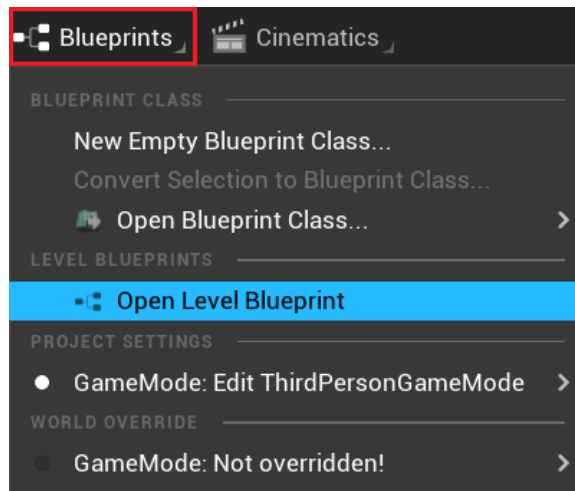 Blueprints Cinematics
BLUEPRINT CLASS
New Empty Blueprint Class...
Convert Selection to Blueprint Class...
Open Blueprint Class...
LEVEL BLUEPRINTS
Open Level Blueprint
PROJECT SETTINGS
GameMode: Edit ThirdPersonGameMode
WORLD OVERRIDE
GameMode: Not overridden!